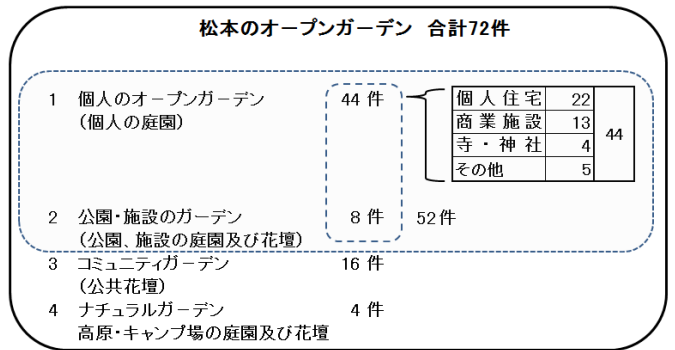 松本のオープンガーデン 合計72件
1 個人のオープンガーデン 44 件
(個人の庭園)
個人住宅 22
商業施設 13
寺・神社 4
その他 5
44
2 公園・施設のガーデン 8 件 52件
(公園、施設の庭園及び花壇)
3 コミュニティガーデン 16 件
(公共花壇)
4 ナチュラルガーデン 4 件
高原・キャンプ場の庭園及び花壇